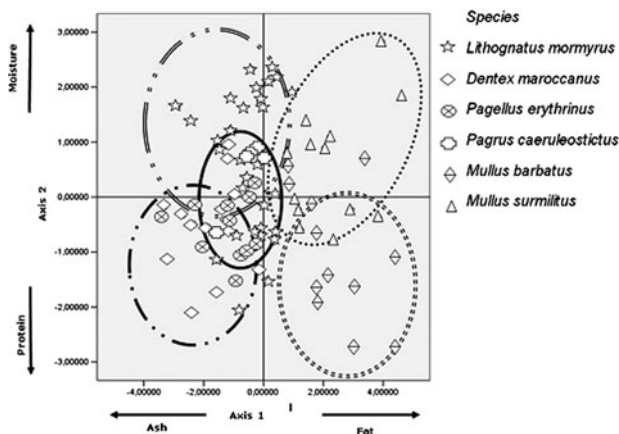 Species
Lithognatus mormyrus
Dentex maroccanus
Pagellus erythrinus
Pagrus caeruleostictus
Mullus barbatus
Mullus surmilitus
Moisture
Axis 2
Protein
3,00000
2,00000
1,00000
0,00000
-1,00000
-2,00000
-3,00000
-4,00000 -2,00000 0,00000 2,00000 4,00000
Axis 1
Ash
Fat